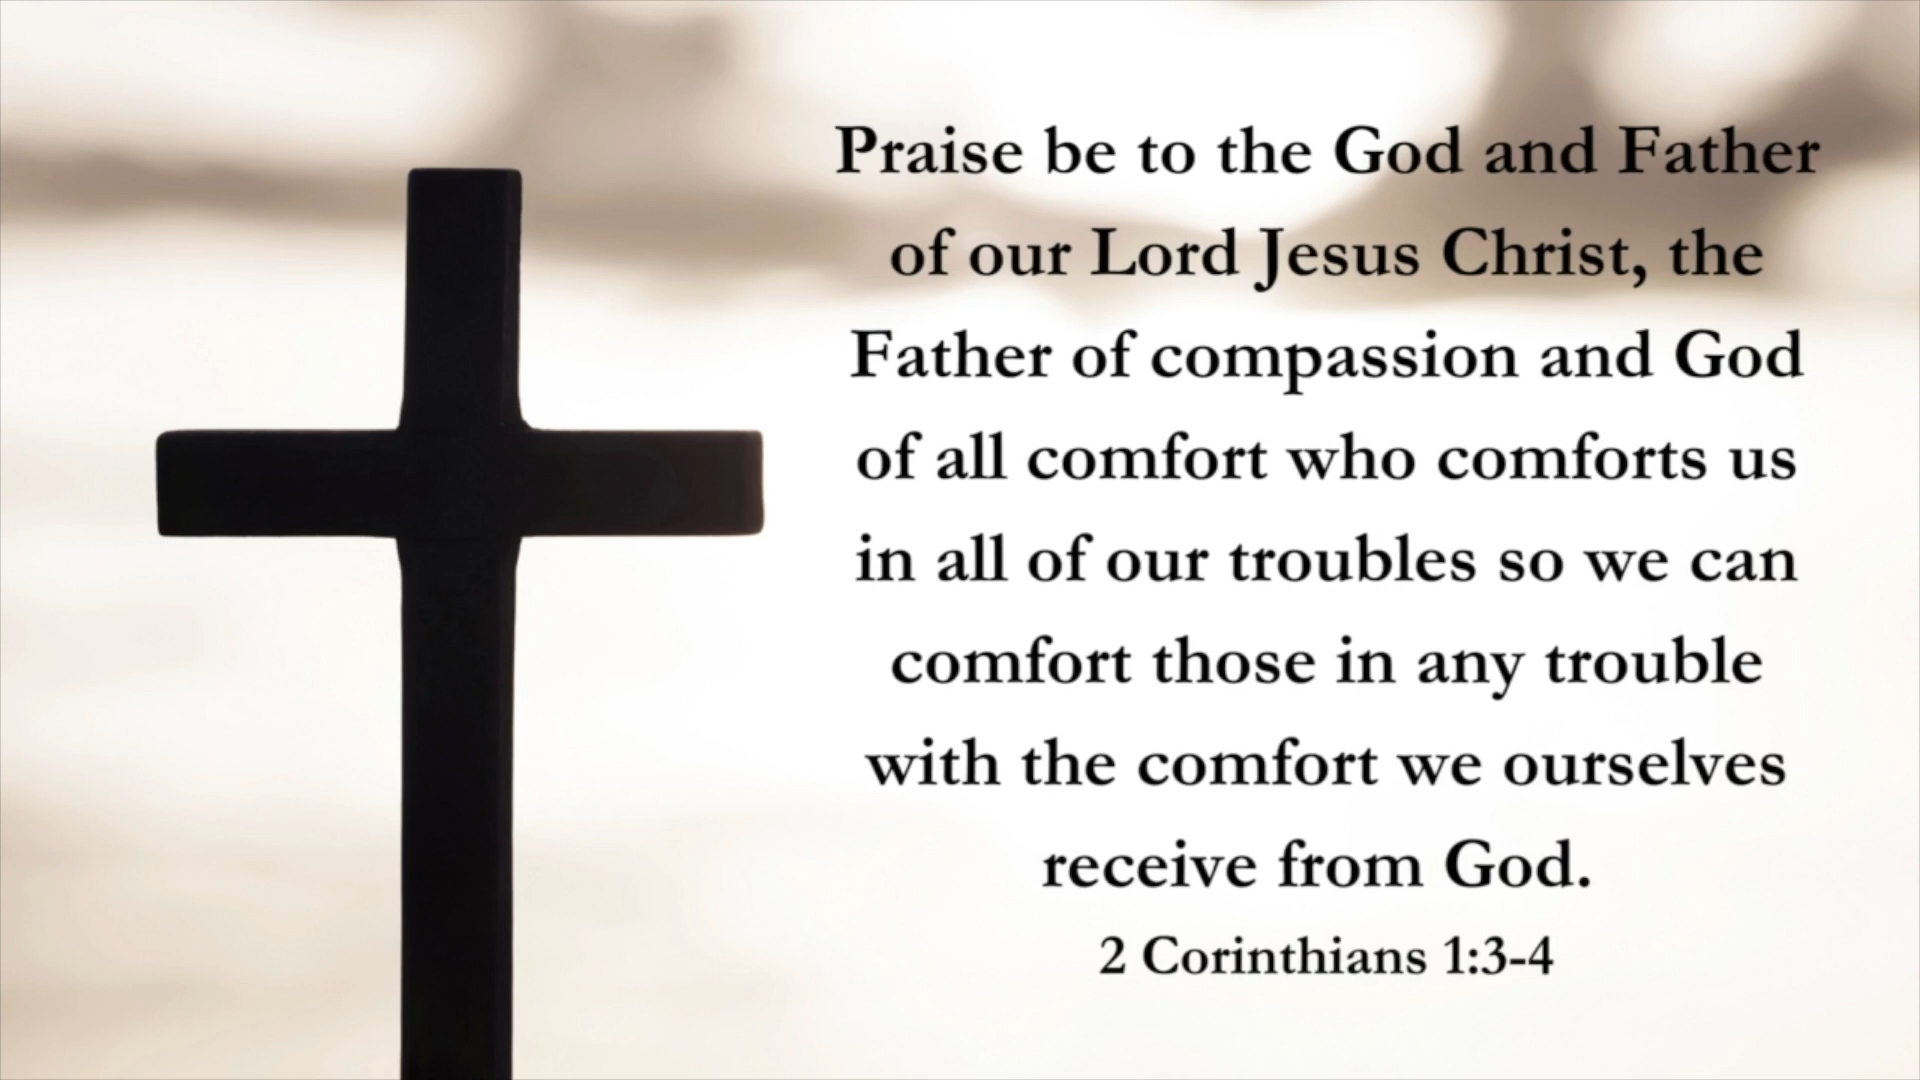 Praise be to the God and Father
of our Lord Jesus Christ, the
Father of compassion and God
of all comfort who comforts us
in all of our troubles so we can
comfort those in any trouble
with the comfort we ourselves
receive from God.
2 Corinthians 1:3-4